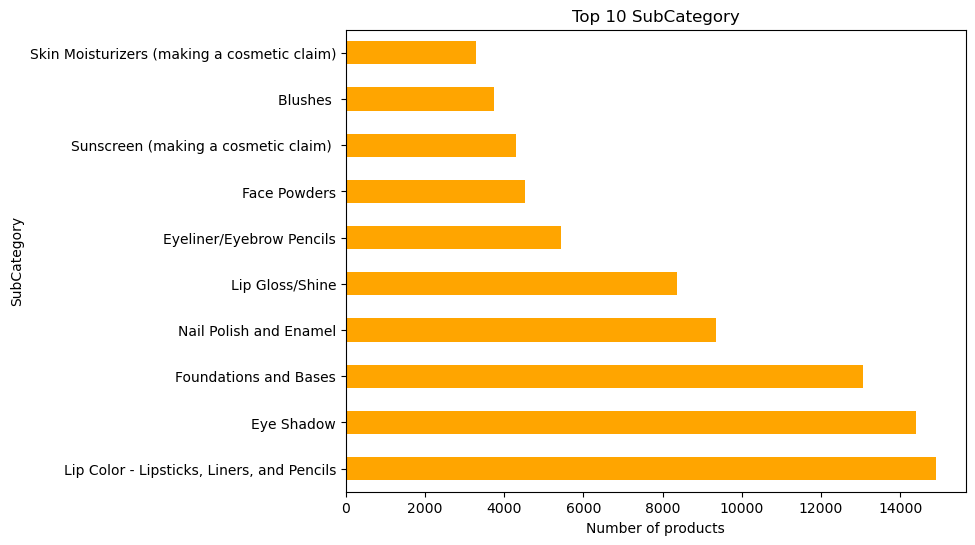 Top 10 SubCategory
Skin Moisturizers (making a cosmetic claim)
Blushes
Sunscreen (making a cosmetic claim)
Face Powders
Eyeliner/Eyebrow Pencils
Lip Gloss/Shine
Nail Polish and Enamel
Foundations and Bases
Eye Shadow
Lip Color - Lipsticks, Liners, and Pencils
SubCategory
0 2000 4000 6000 8000 10000 12000 14000
Number of products